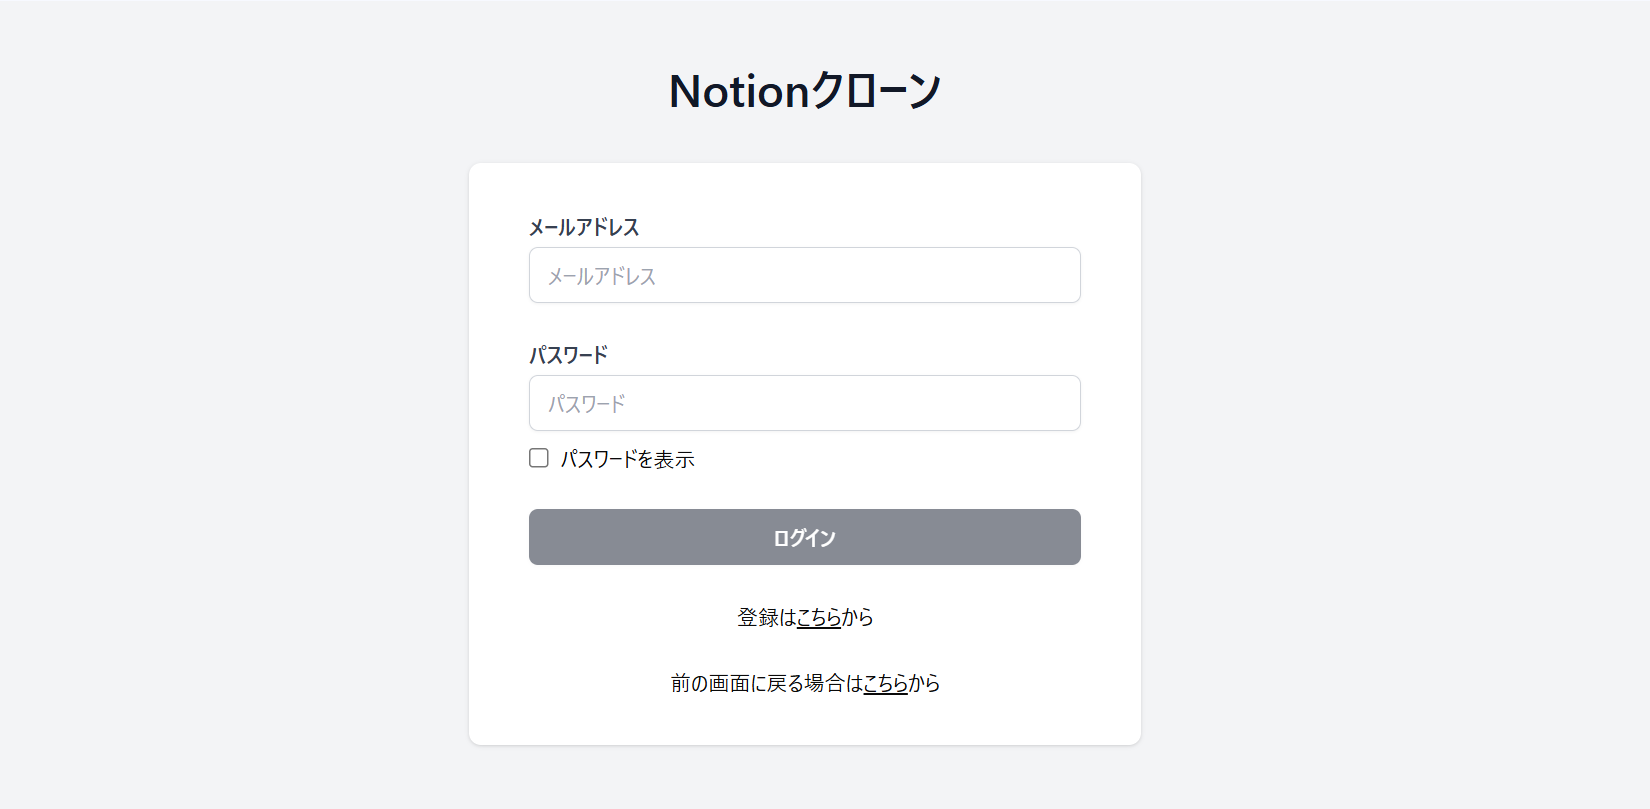 Notionクローン
メールアドレス
メールアドレス
パスワード
パスワード
パスワードを表示
ログイン
登録はこちらから
前の画面に戻る場合はこちらから